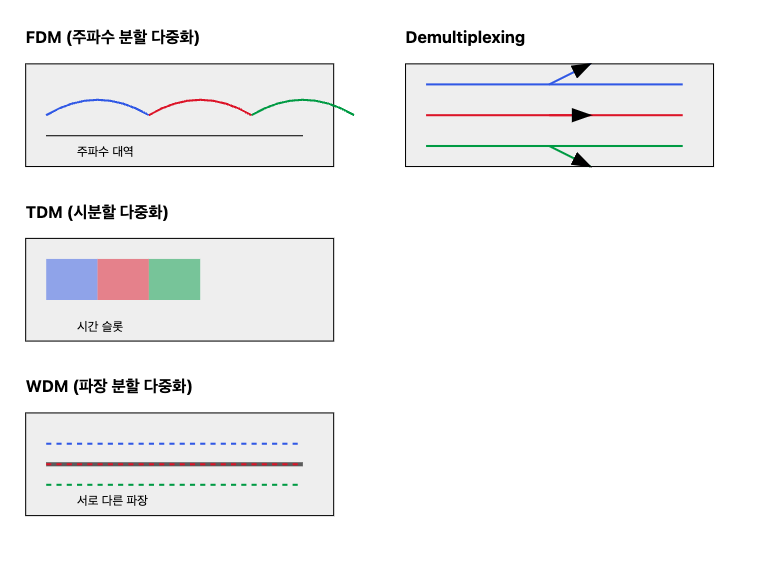 FDM (주파수 분할 다중화)
주파수 대역
TDM (시분할 다중화)
시간 슬롯
WDM (파장 분할 다중화)
서로 다른 파장
Demultiplexing